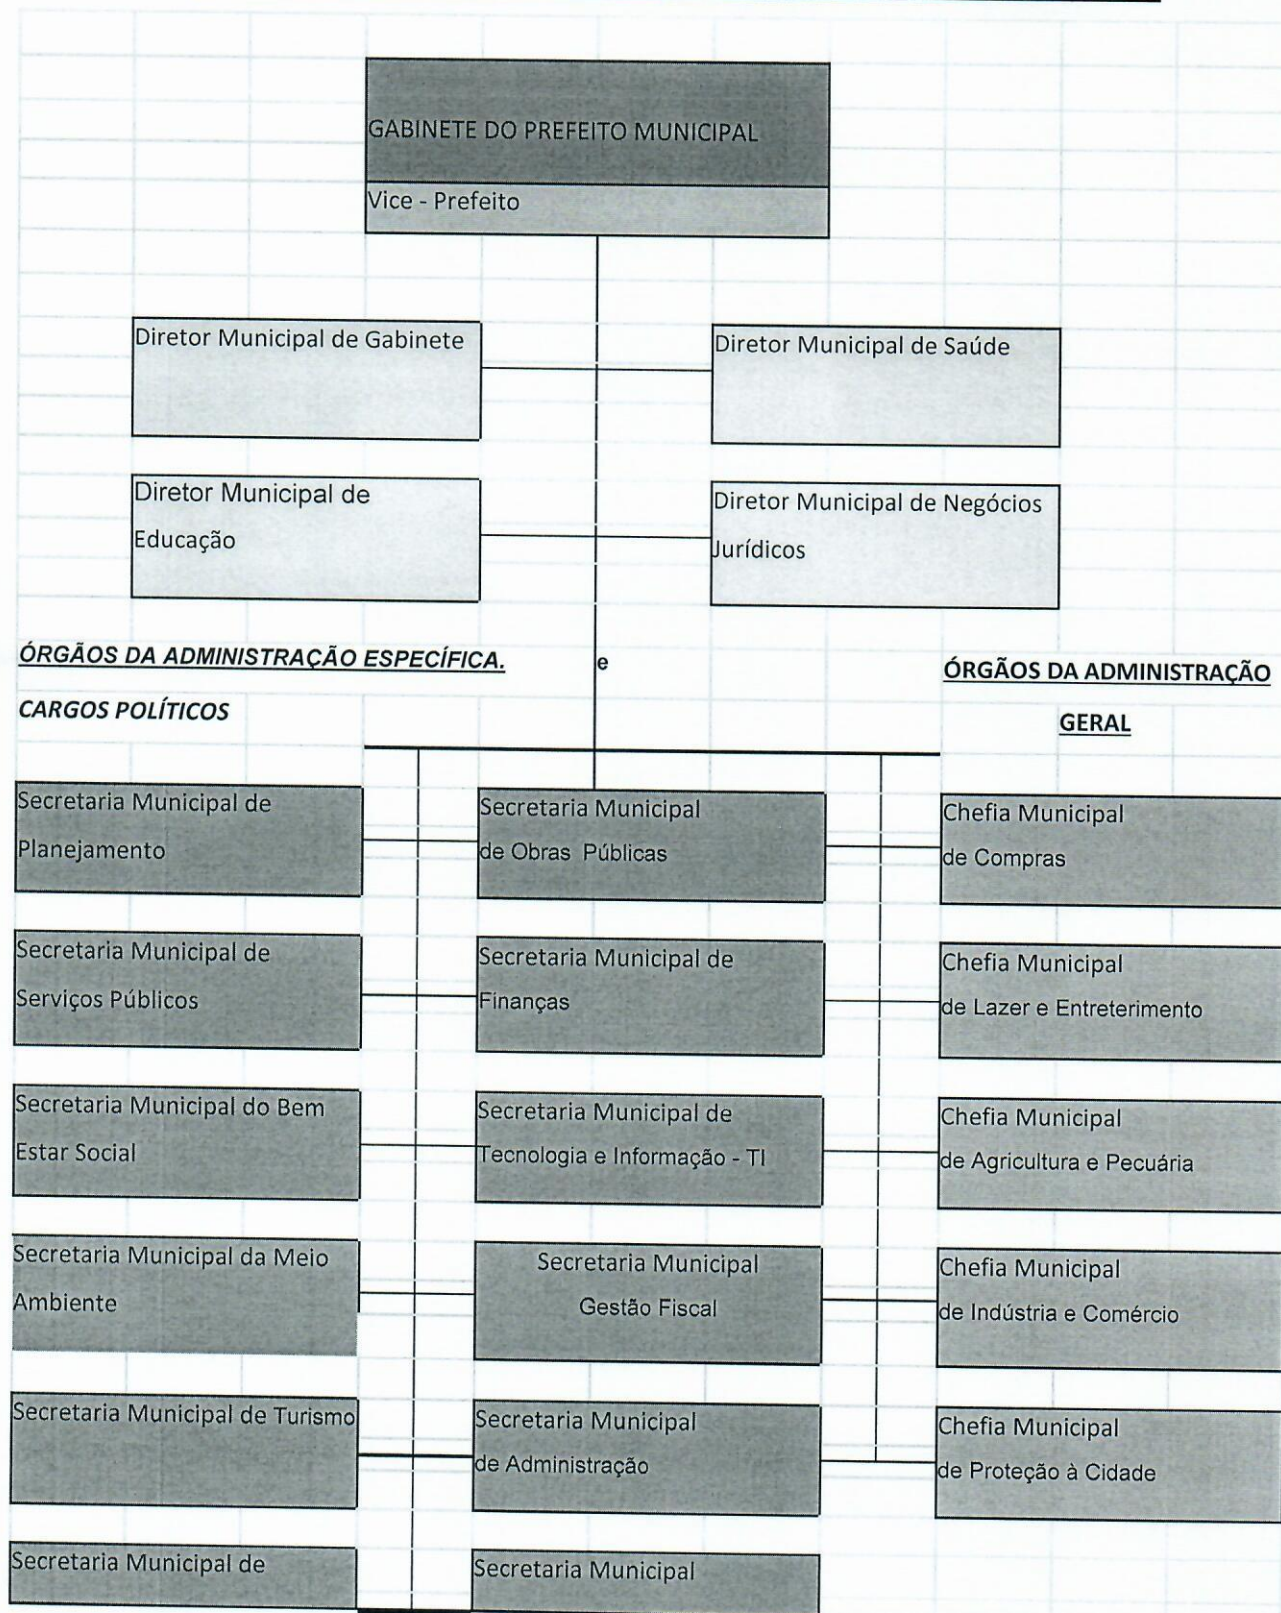 GABINETE DO PREFEITO MUNICIPAL
Vice - Prefeito
Diretor Municipal de Gabinete
Diretor Municipal de Saúde
Diretor Municipal de
Educação
Diretor Municipal de Negócios
Jurídicos
ÓRGÃOS DA ADMINISTRAÇÃO ESPECÍFICA.
e
ÓRGÃOS DA ADMINISTRAÇÃO
GERAL
CARGOS POLÍTICOS
Secretaria Municipal de
Planejamento
Secretaria Municipal
de Obras Públicas
Chefia Municipal
de Compras
Secretaria Municipal de
Serviços Públicos
Secretaria Municipal de
Finanças
Chefia Municipal
de Lazer e Entreterimento
Secretaria Municipal do Bem
Estar Social
Secretaria Municipal de
Tecnologia e Informação - TI
Chefia Municipal
de Agricultura e Pecuária
Secretaria Municipal da Meio
Ambiente
Secretaria Municipal
Gestão Fiscal
Chefia Municipal
de Indústria e Comércio
Secretaria Municipal de Turismo
Secretaria Municipal
de Administração
Chefia Municipal
de Proteção à Cidade
Secretaria Municipal de
Secretaria Municipal